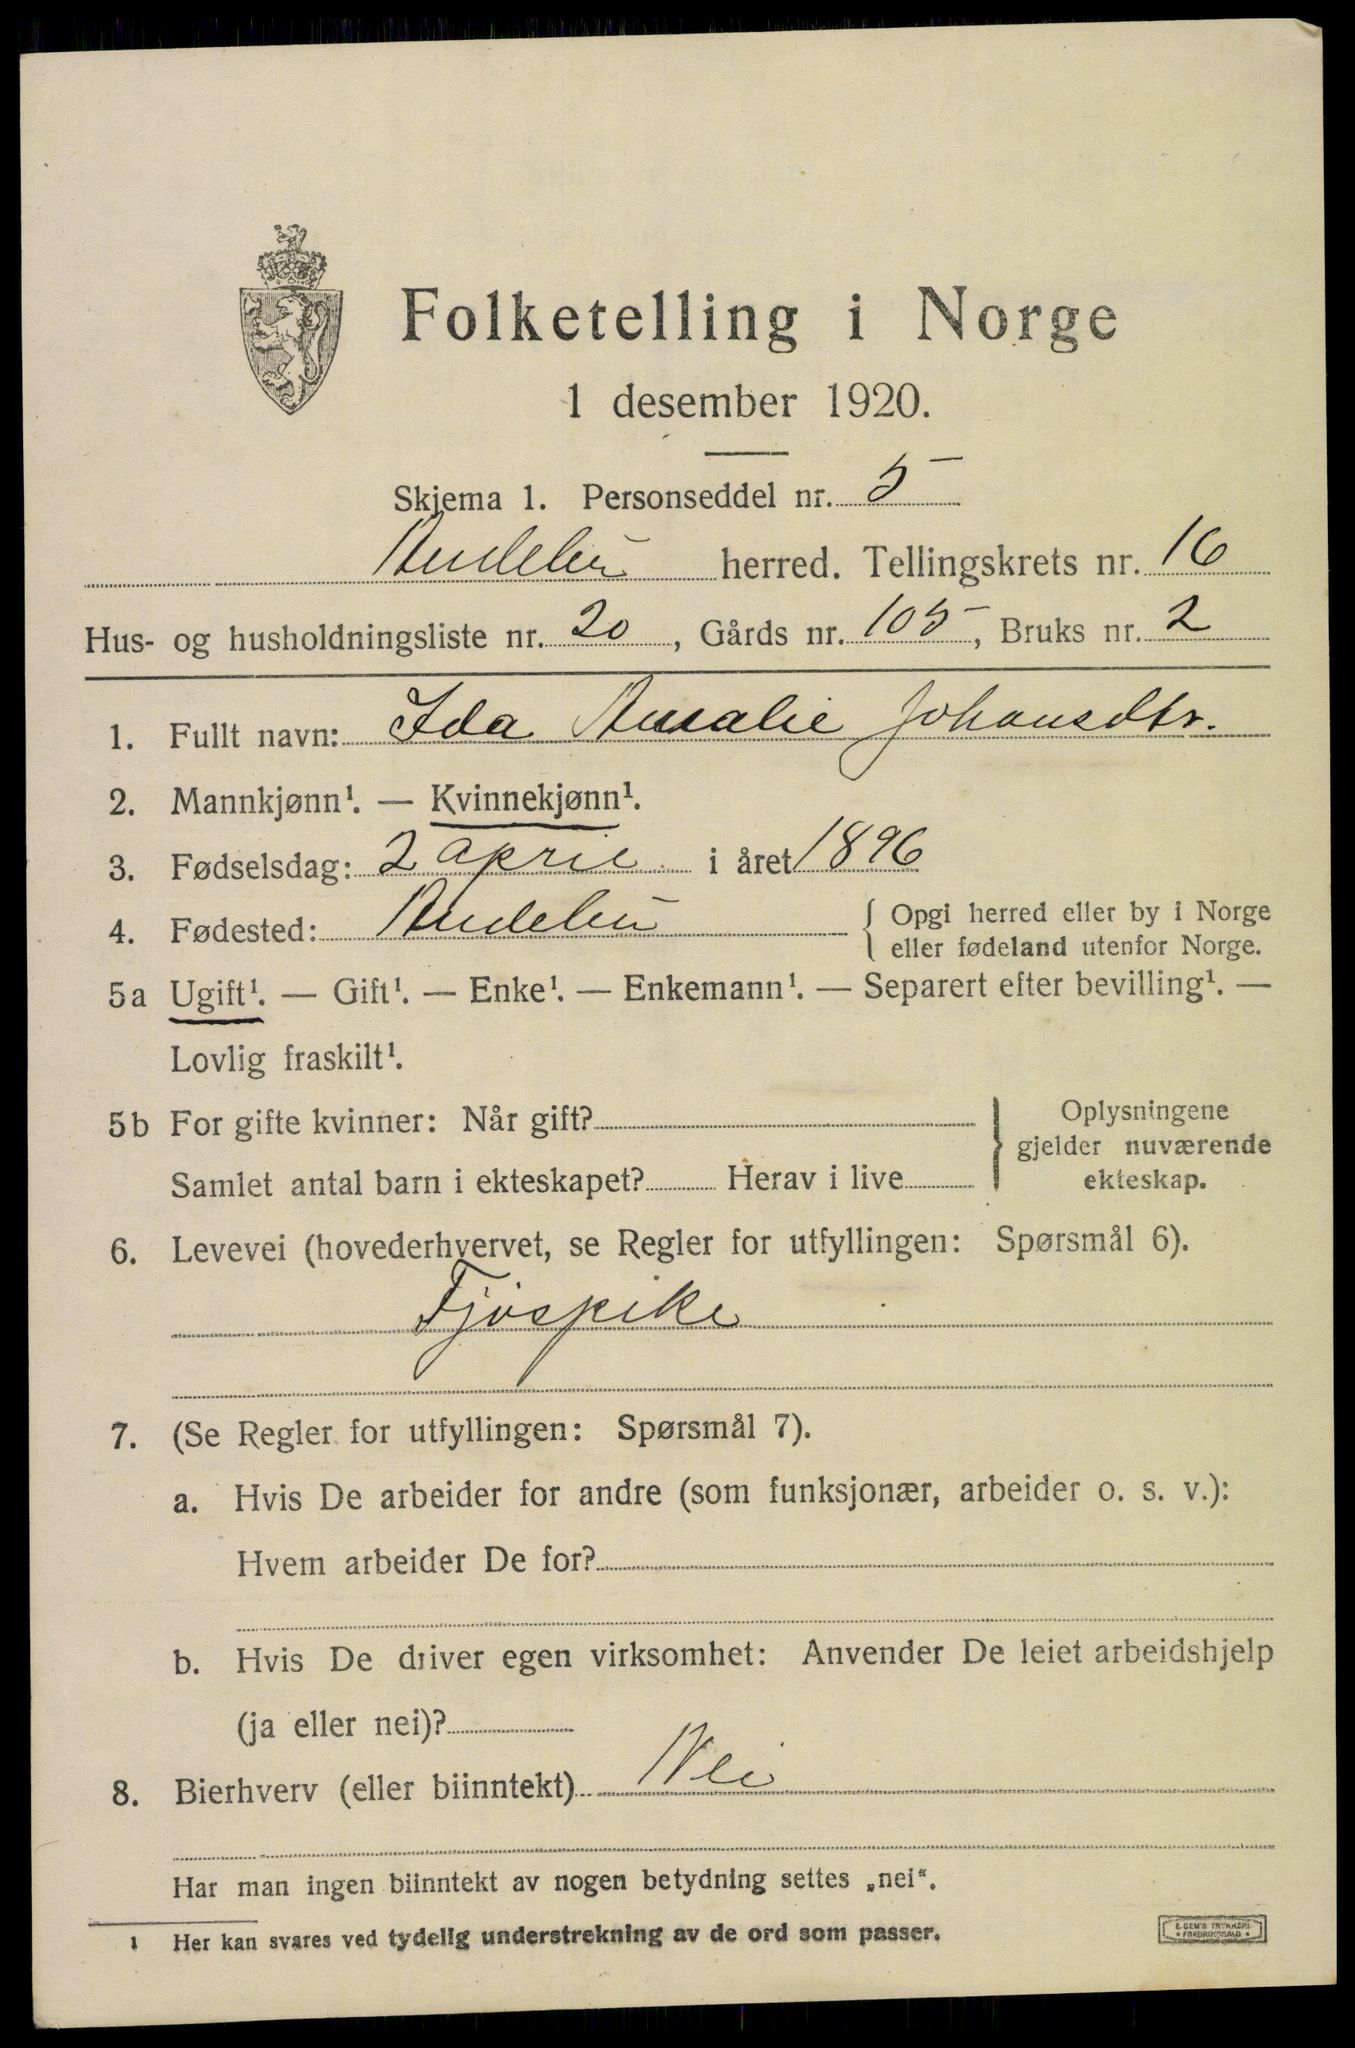 Folketelling i Norge
1 desember 1920.
Skjema 1. Personseddel nr. 5
Andebu herred. Tellingskrets nr. 16
Hus- og husholdningsliste nr. 20, Gårds nr. 105, Bruks nr. 2
1. Fullt navn: Ida Amalie Johansdtr.
2. Mannkjønn¹. — Kvinnekjønn¹.
3. Fødselsdag: 2 april i året 1896
4. Fødested: Andebu { Opgi herred eller by i Norge
eller fødeland utenfor Norge.
5a Ugift¹. — Gift¹. — Enke¹. — Enkemann¹. — Separert efter bevilling¹. —
Lovlig fraskilt¹.
5b For gifte kvinner: Når gift?
Samlet antal barn i ekteskapet? Herav i live
} Oplysningene
gjelder nuværende
ekteskap.
6. Levevei (hovederhvervet, se Regler for utfyllingen: Spørsmål 6).
Fjøspike
7. (Se Regler for utfyllingen: Spørsmål 7).
a. Hvis De arbeider for andre (som funksjonær, arbeider o. s. v.):
Hvem arbeider De for?
b. Hvis De driver egen virksomhet: Anvender De leiet arbeidshjelp
(ja eller nei)?
8. Bierhverv (eller biinntekt) Nei
Har man ingen biinntekt av nogen betydning settes „nei“.
1 Her kan svares ved tydelig understrekning av de ord som passer.
E. SEM'S TRYKKERI
FREDRIKSHALD